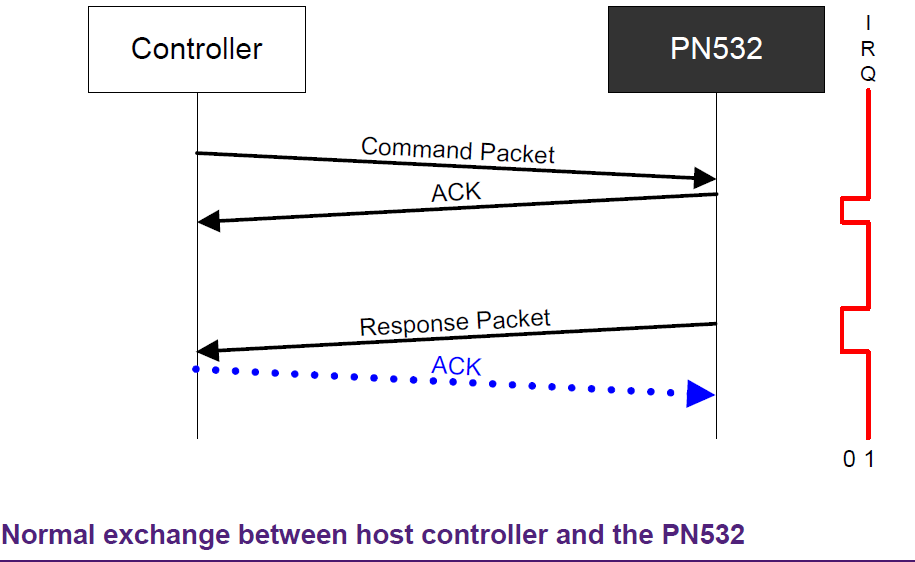 Controller
PN532
I
R
Q
Command Packet
ACK
Response Packet
ACK
0 1
Normal exchange between host controller and the PN532